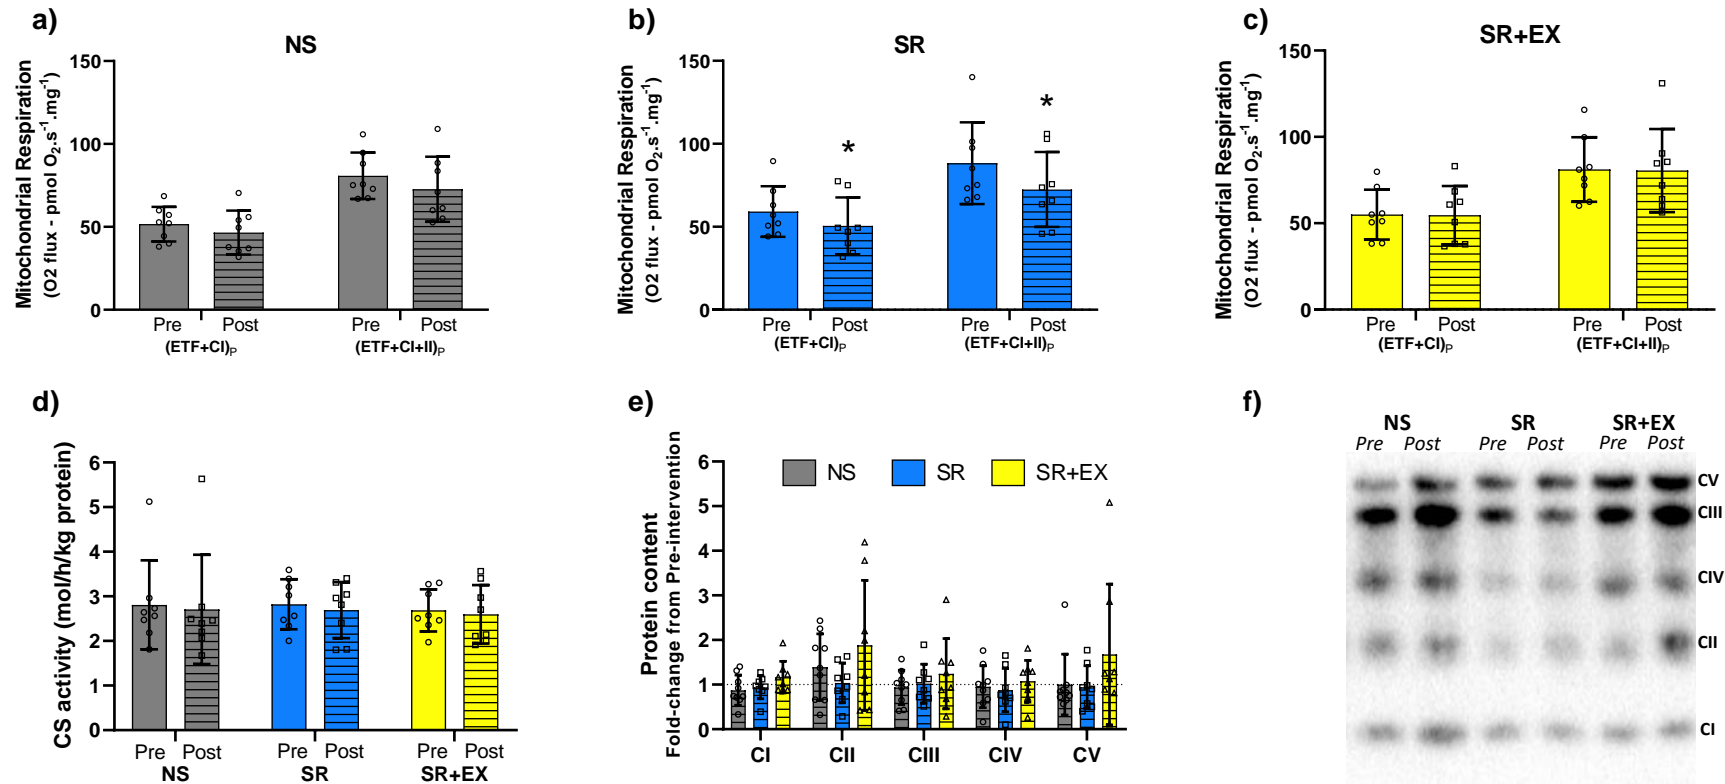 a)
NS
Mitochondrial Respiration
(O2 flux - pmol O₂.s⁻¹.mg⁻¹)
150
100
50
0
Pre Post Pre Post
(ETF+CI)P (ETF+CI+II)P
b)
SR
Mitochondrial Respiration
(O2 flux - pmol O₂.s⁻¹.mg⁻¹)
150
100
50
0
* *
Pre Post Pre Post
(ETF+CI)P (ETF+CI+II)P
c)
SR+EX
Mitochondrial Respiration
(O2 flux - pmol O₂.s⁻¹.mg⁻¹)
150
100
50
0
Pre Post Pre Post
(ETF+CI)P (ETF+CI+II)P
d)
CS activity (mol/h/kg protein)
6
5
4
3
2
1
0
Pre Post Pre Post Pre Post
NS SR SR+EX
e)
Protein content
Fold-change from Pre-intervention
6
5
4
3
2
1
0
NS SR SR+EX
CI CII CIII CIV CV
f)
NS SR SR+EX
Pre Post Pre Post Pre Post
CV
CIII
CIV
CII
CI